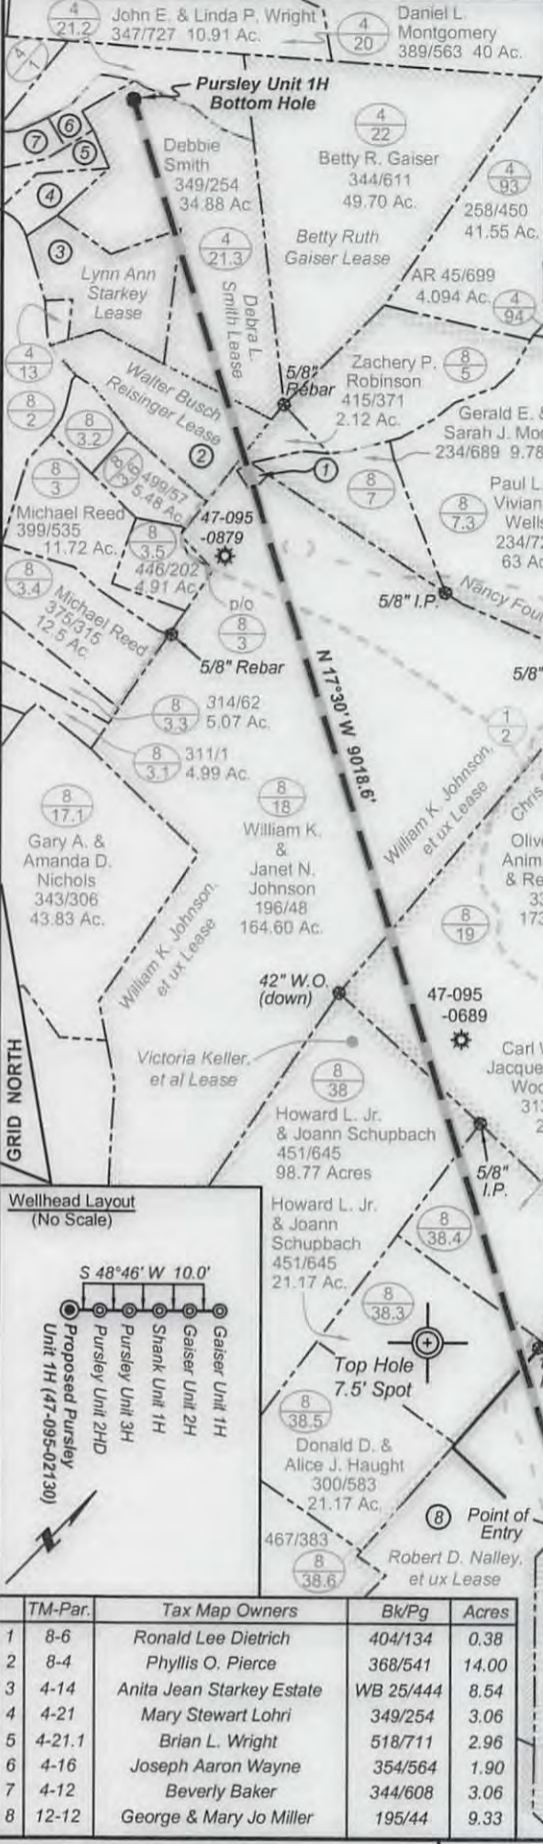 4
21.2
John E. & Linda P. Wright
347/727 10.91 Ac.
4
20
Daniel L.
Montgomery
389/563 40 Ac.
4
1
Pursley Unit 1H
Bottom Hole
7
6
5
4
3
Debbie
Smith
349/254
34.88 Ac
4
22
Betty R. Gaiser
344/611
49.70 Ac.
4
93
258/450
41.55 Ac.
4
21.3
Betty Ruth
Gaiser Lease
Lynn Ann
Starkey
Lease
Debra L.
Smith Lease
AR 45/699
4.094 Ac.
4
94
4
13
Walter Busch
Reisinger Lease
5/8"
Rebar
Zachery P.
Robinson
415/371
2.12 Ac.
8
5
8
2
8
3.2
2
1
Gerald E. &
Sarah J.
234/689 9.78
8
3
499/57
5.48 Ac.
8
7
8
7.3
Paul L.
Vivian
Wells
63 Ac
Michael Reed
399/535
11.72 Ac.
8
3.5
446/202
4.91 Ac.
47-095
-0879
8
3.4
Michael Reed
375/315
12.5 Ac.
p/o
8
3
5/8" Rebar
5/8" I.P.
Nancy
5/8"
N 17°30' W 9018.6'
8
3.3
314/62
5.07 Ac.
8
3.1
311/1
4.99 Ac.
1
2
8
17.1
Gary A. &
Amanda D.
Nichols
343/306
43.83 Ac.
8
18
William K.
&
Janet N.
Johnson
196/48
164.60 Ac.
William K. Johnson,
et ux Lease
William K. Johnson,
et ux Lease
8
19
42" W.O.
(down)
47-095
-0689
Victoria Keller,
et al Lease
8
38
Howard L. Jr.
& Joann Schupbach
451/645
98.77 Acres
Carl
5/8"
I.P.
GRID NORTH
Howard L. Jr.
& Joann
Schupbach
451/645
21.17 Ac.
8
38.4
8
38.3
Top Hole
7.5' Spot
8
38.5
Donald D. &
Alice J. Haught
300/583
21.17 Ac.
467/383
8
38.6
8
Point of
Entry
Robert D. Nalley,
et ux Lease
Wellhead Layout
(No Scale)
S 48°46' W 10.0'
Gaiser Unit 1H
Gaiser Unit 2H
Shank Unit 1H
Pursley Unit 3H
Pursley Unit 2HD
Proposed Pursley
Unit 1H (47-095-02130)
TM-Par. Tax Map Owners Bk/Pg Acres
1 8-6 Ronald Lee Dietrich 404/134 0.38
2 8-4 Phyllis O. Pierce 368/541 14.00
3 4-14 Anita Jean Starkey Estate WB 25/444 8.54
4 4-21 Mary Stewart Lohri 349/254 3.06
5 4-21.1 Brian L. Wright 518/711 2.96
6 4-16 Joseph Aaron Wayne 354/564 1.90
7 4-12 Beverly Baker 344/608 3.06
8 12-12 George & Mary Jo Miller 195/44 9.33